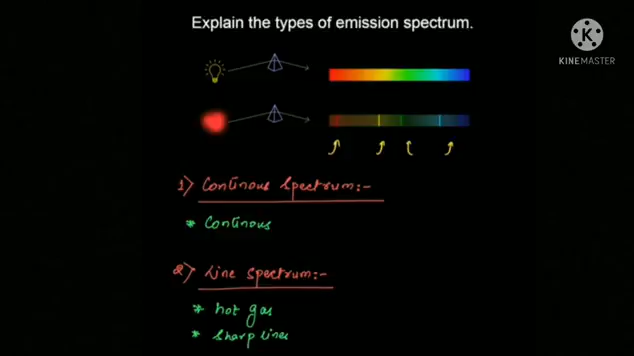 Explain the types of emission spectrum.
K
KINEMASTER
1) Continous Spectrum:-
* Continous
2) Line Spectrum:-
* hot gas
* Sharp lines